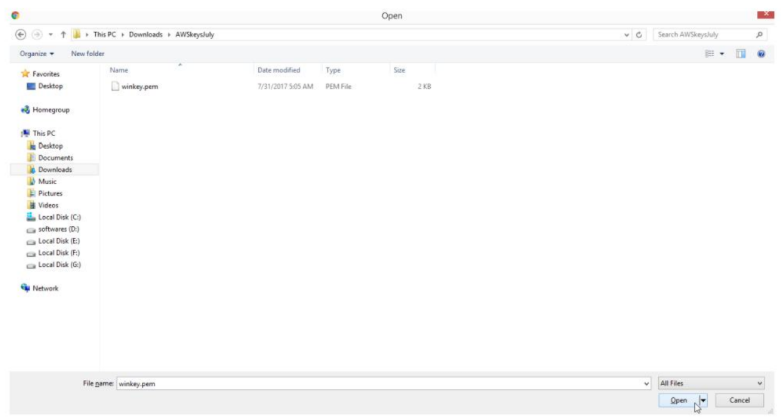 Open
This PC ▸ Downloads ▸ AWSkeysJuly
Search AWSkeysJuly
Organize
New folder
Name
Date modified
Type
Size
winkey.pem
7/31/2017 5:05 AM
PEM File
2 KB
Favorites
Desktop
Homegroup
This PC
Desktop
Documents
Downloads
Music
Pictures
Videos
Local Disk (C:)
softwares (D:)
Local Disk (E:)
Local Disk (F:)
Local Disk (G:)
Network
File name: winkey.pem
All Files
Open
Cancel